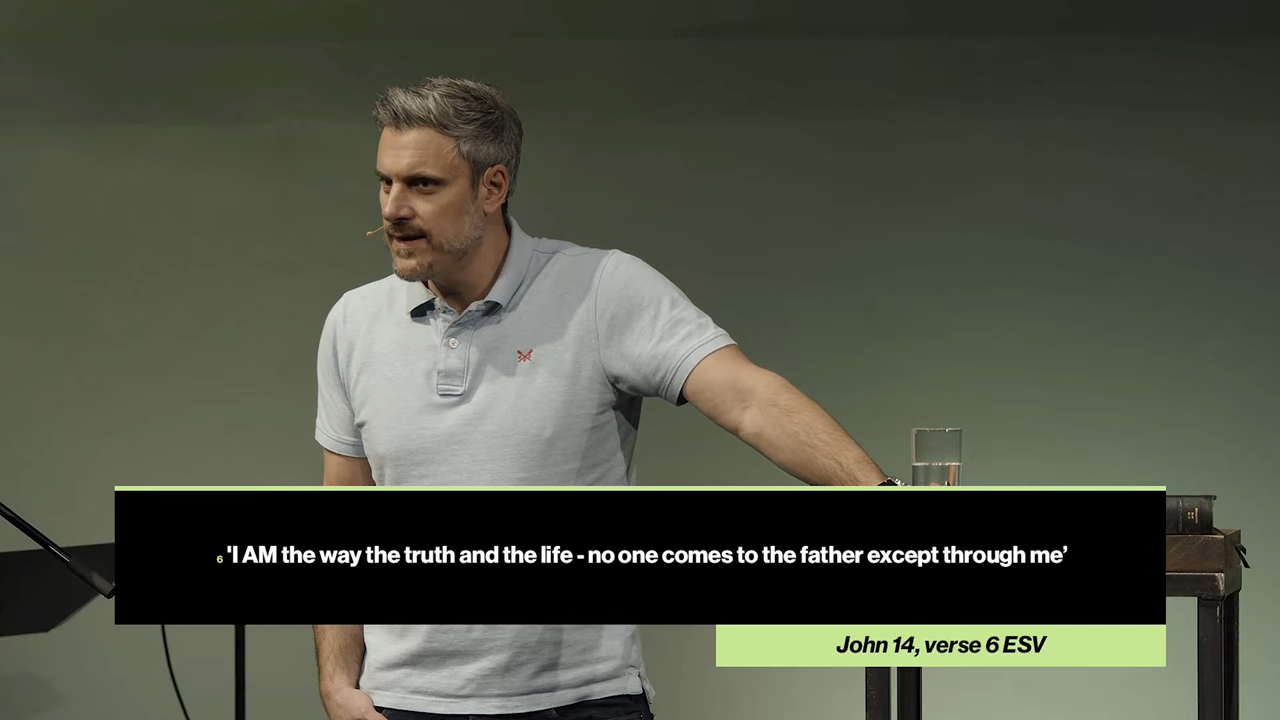 6 'I AM the way the truth and the life - no one comes to the father except through me’
John 14, verse 6 ESV